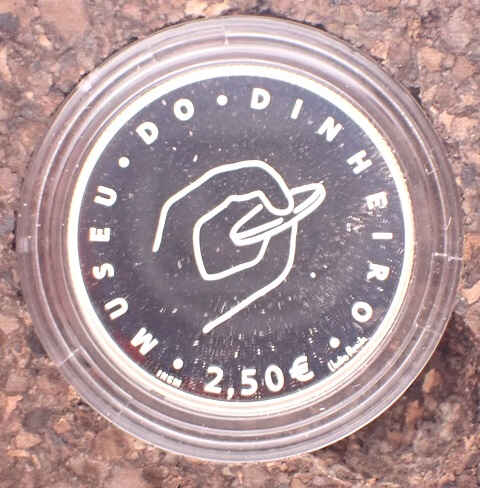 MUSEU • DO • DINHEIRO •
2,50 €
INCM